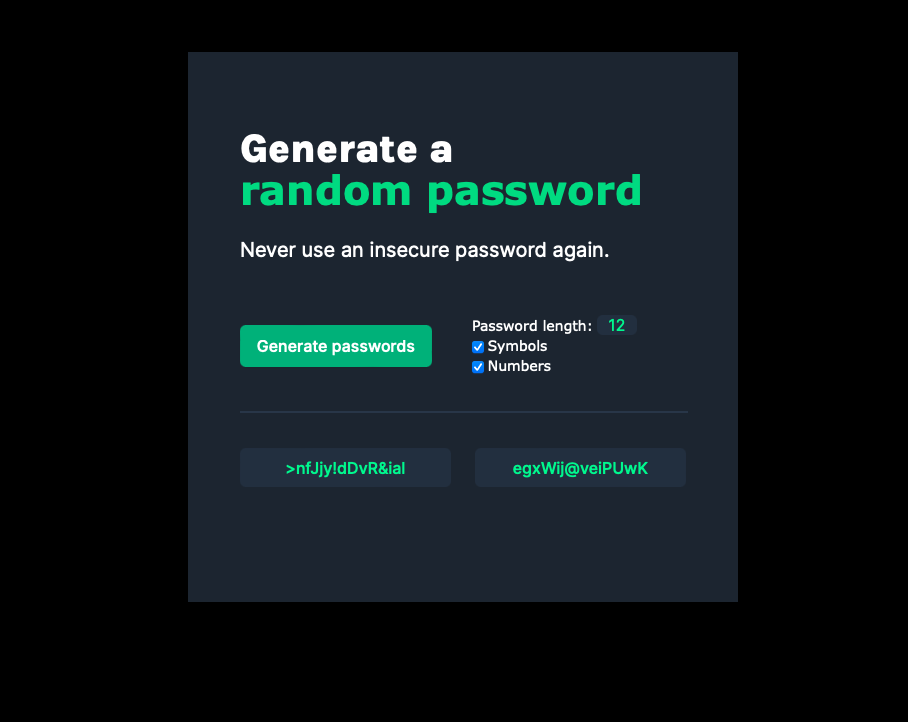 Generate a
random password
Never use an insecure password again.
Generate passwords
Password length: 12
Symbols
Numbers
>nfJjy!dDvR&ial
egxWij@veiPUwK